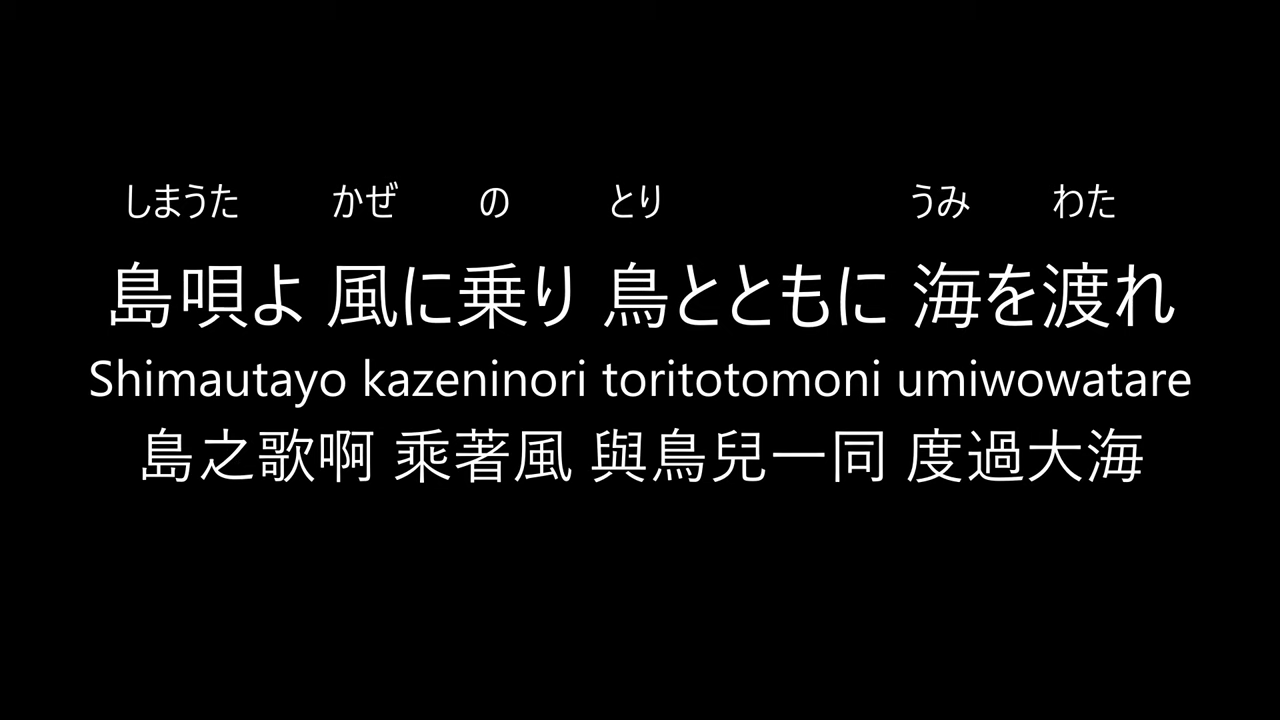 しまうた かぜ の とり うみ わた
島唄よ 風に乗り 鳥とともに 海を渡れ
Shimautayo kazeninori toritotomoni umiwowatare
島之歌啊 乘著風 與鳥兒一同 度過大海